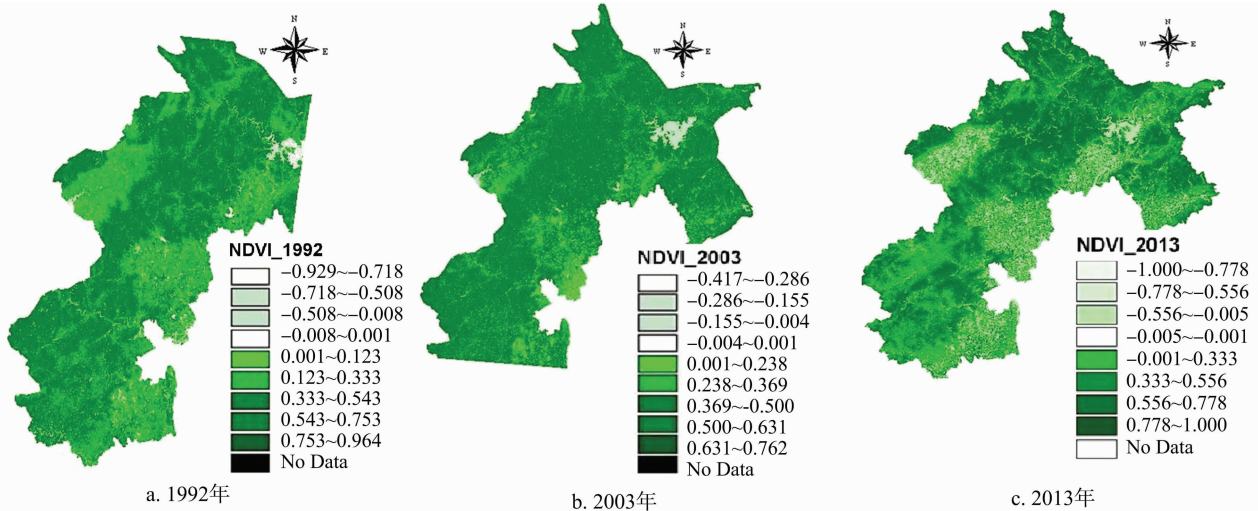 N
W E
S
NDVI_1992
–0.929~–0.718
–0.718~–0.508
–0.508~–0.008
–0.008~0.001
0.001~0.123
0.123~0.333
0.333~0.543
0.543~0.753
0.753~0.964
No Data
a. 1992年
N
W E
S
NDVI_2003
–0.417~–0.286
–0.286~–0.155
–0.155~–0.004
–0.004~0.001
0.001~0.238
0.238~0.369
0.369~–0.500
0.500~0.631
0.631~0.762
No Data
b. 2003年
N
W E
S
NDVI_2013
–1.000~–0.778
–0.778~–0.556
–0.556~–0.005
–0.005~–0.001
–0.001~0.333
0.333~0.556
0.556~0.778
0.778~1.000
No Data
c. 2013年